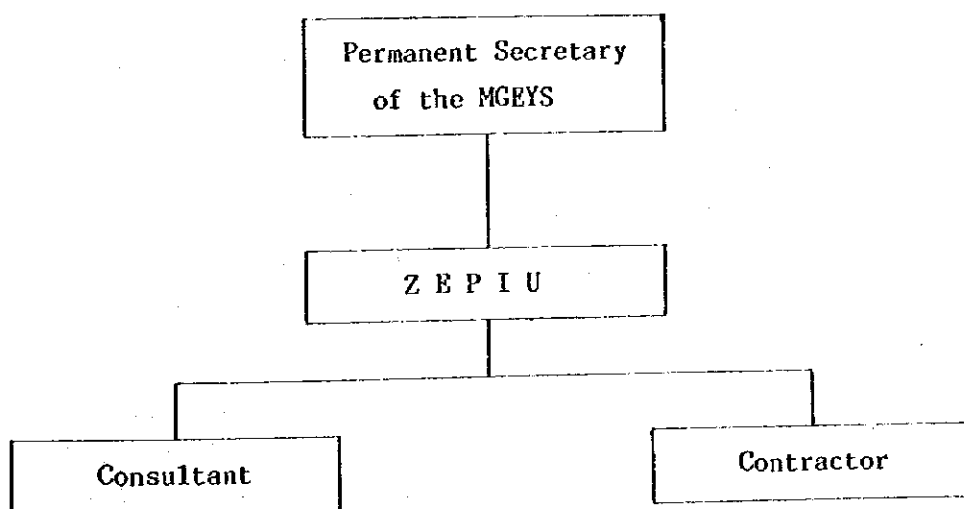 Permanent Secretary
of the MGEYS
Z E P I U
Consultant
Contractor